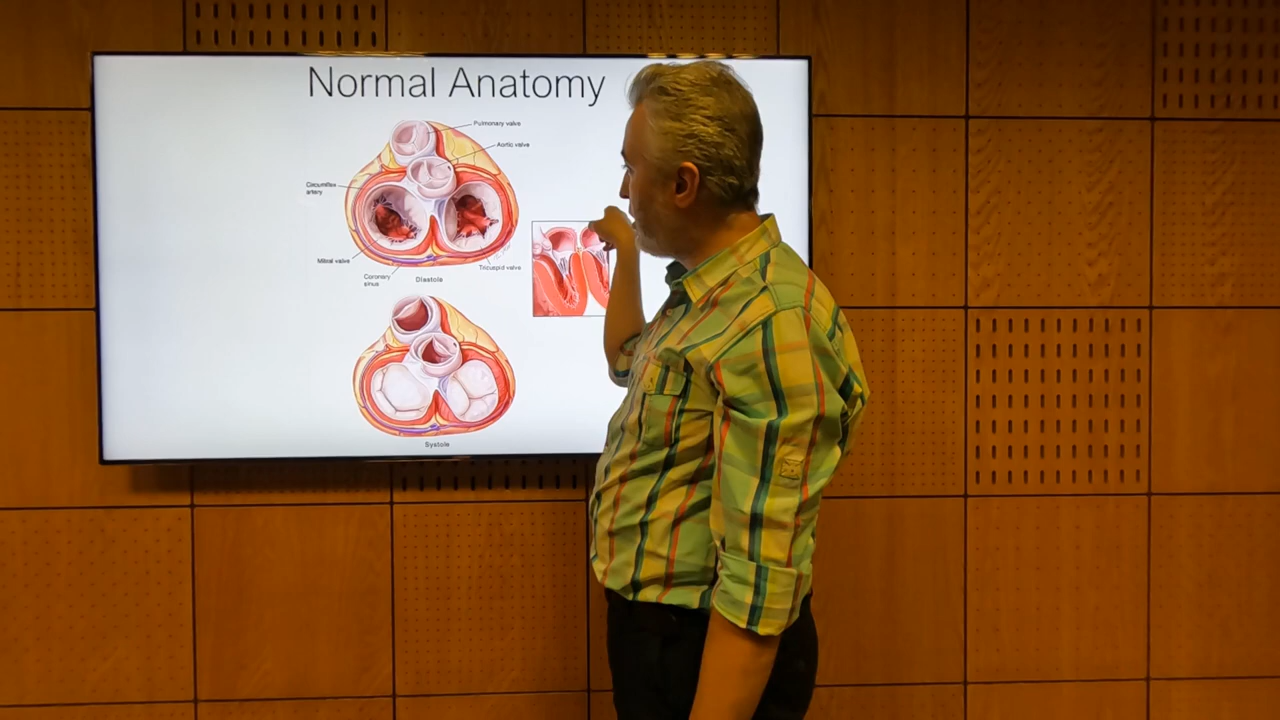 Normal Anatomy
Pulmonary valve
Aortic valve
Circumflex
artery
Mitral valve
Coronary
sinus
Tricuspid valve
Diastole
Systole